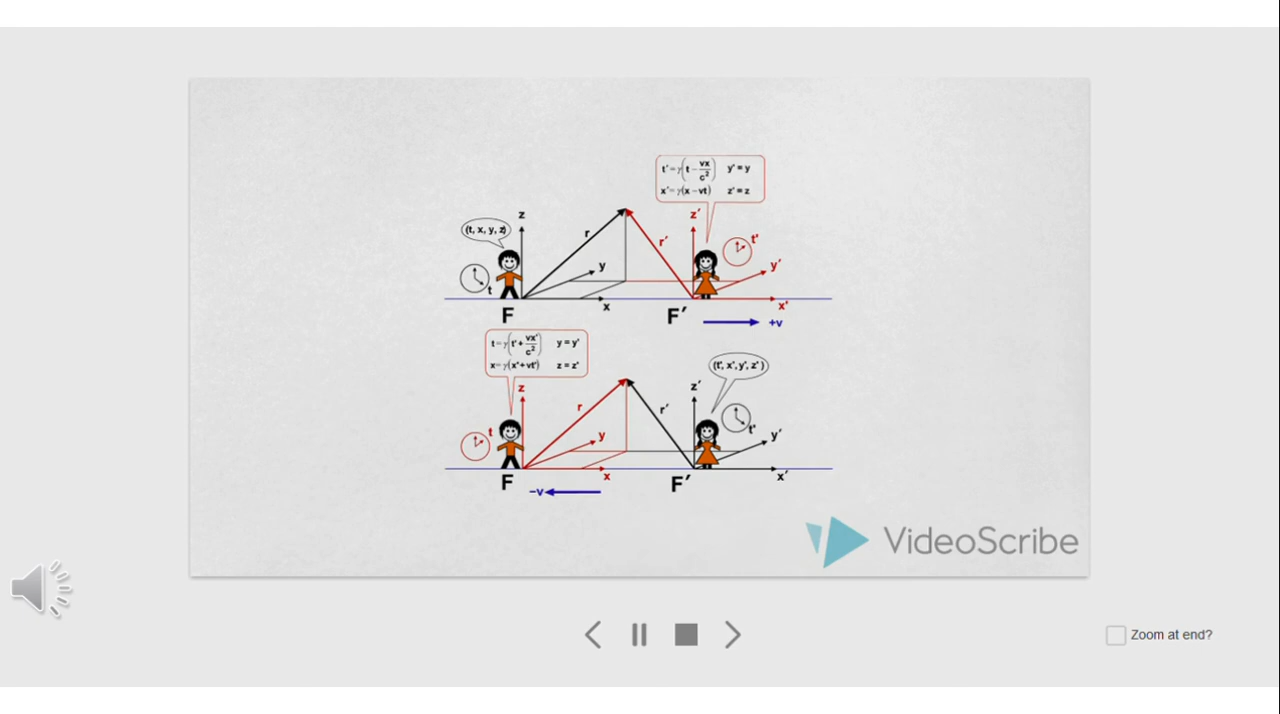 t'=γ(t−vx/c²) y'=y
x'=γ(x−vt) z'=z
(t, x, y, z)
z
z'
t'
r
r'
y
y'
t
x
x'
F
F'
+v
t=γ(t'+vx'/c²) y=y'
x=γ(x'+vt') z=z'
(t', x', y', z')
z
z'
t
r
r'
t'
y
y'
x
x'
F
F'
−v
VideoScribe
Zoom at end?